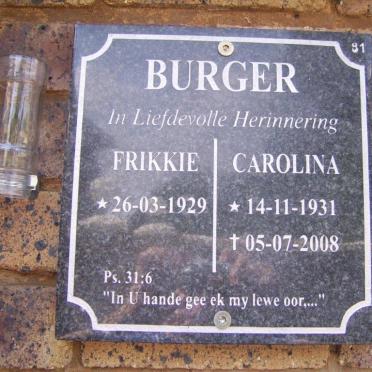 91
BURGER
In Liefdevolle Herinnering
FRIKKIE
★ 26-03-1929
CAROLINA
★ 14-11-1931
† 05-07-2008
Ps. 31:6
"In U hande gee ek my lewe oor,..."